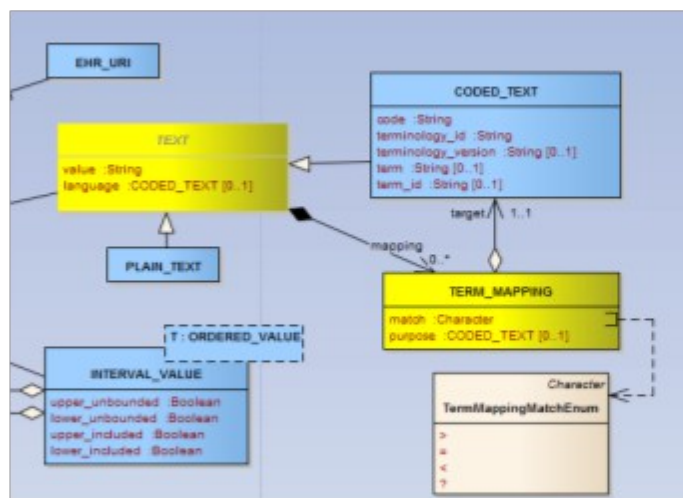 EHR_URI
CODED_TEXT
code :String
terminology_id :String
terminology_version :String [0..1]
term :String [0..1]
term_id :String [0..1]
TEXT
value :String
language :CODED_TEXT [0..1]
target
1..1
PLAIN_TEXT
mapping
0..*
TERM_MAPPING
match :Character
purpose :CODED_TEXT [0..1]
T : ORDERED_VALUE
INTERVAL_VALUE
upper_unbounded :Boolean
lower_unbounded :Boolean
upper_included :Boolean
lower_included :Boolean
Character
TermMappingMatchEnum
>
=
<
?